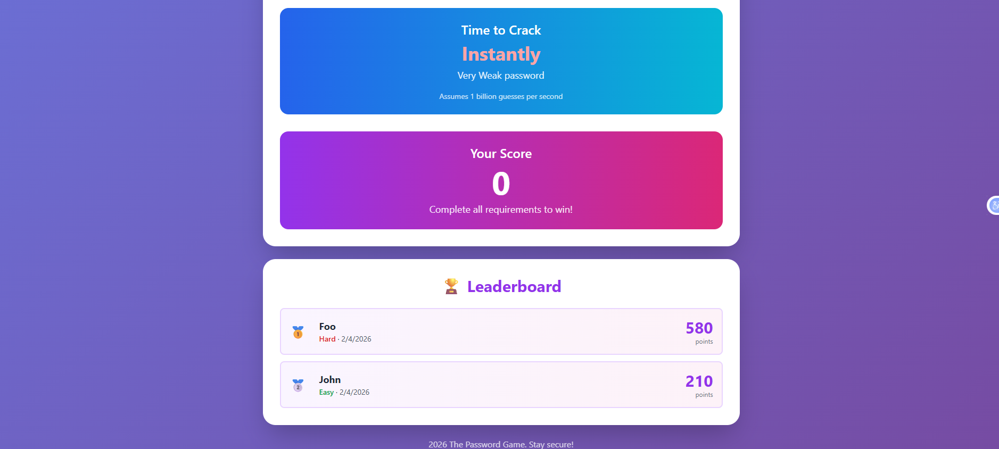 Time to Crack
Instantly
Very Weak password
Assumes 1 billion guesses per second
Your Score
0
Complete all requirements to win!
🏆 Leaderboard
1
Foo
Hard · 2/4/2026
580
points
2
John
Easy · 2/4/2026
210
points
2026 The Password Game. Stay secure!